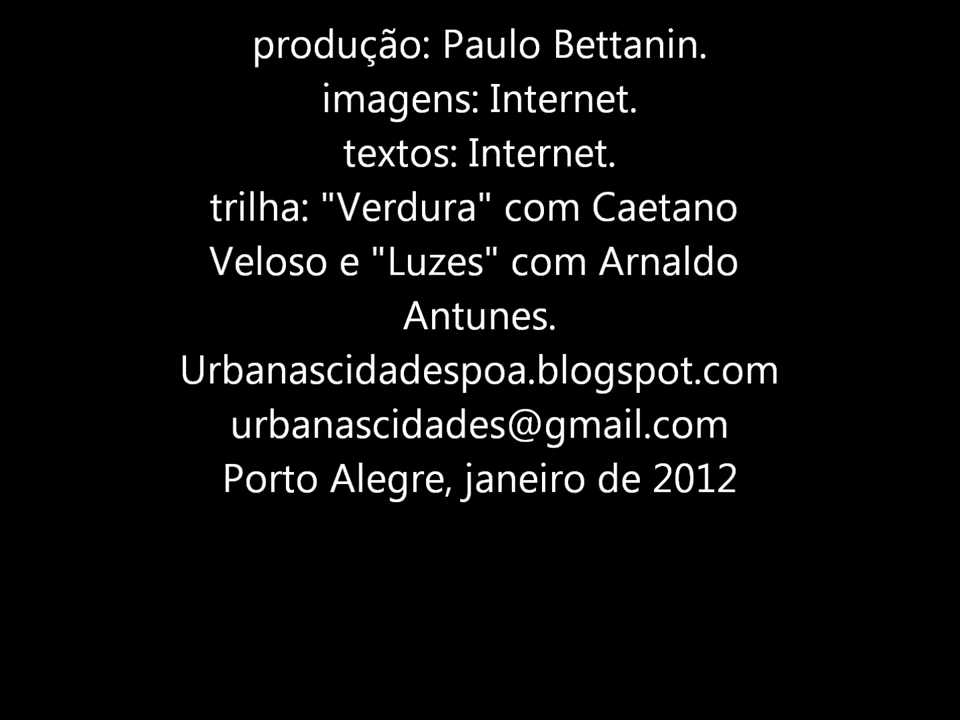 produção: Paulo Bettanin.
imagens: Internet.
textos: Internet.
trilha: "Verdura" com Caetano
Veloso e "Luzes" com Arnaldo
Antunes.
Urbanascidadespoa.blogspot.com
urbanascidades@gmail.com
Porto Alegre, janeiro de 2012